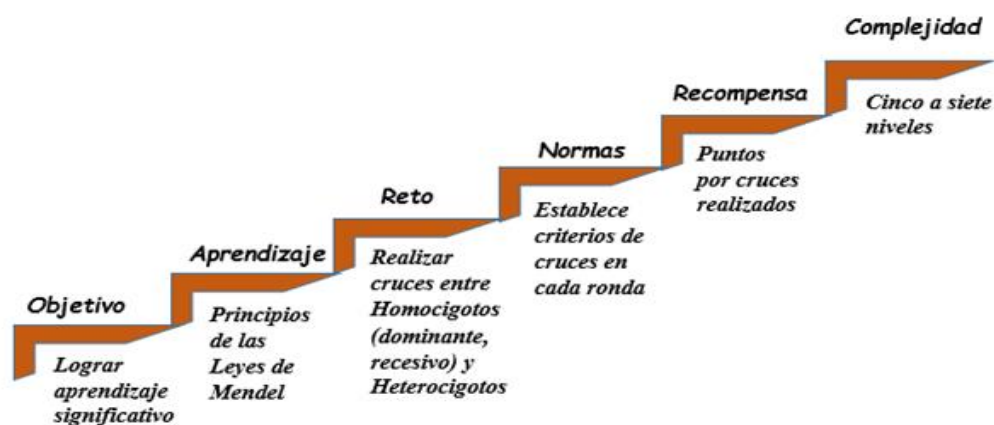 Objetivo
Lograr
aprendizaje
significativo
Aprendizaje
Principios
de las
Leyes de
Mendel
Reto
Realizar
cruces entre
Homocigotos
(dominante,
recesivo) y
Heterocigotos
Normas
Establece
criterios de
cruces en
cada ronda
Recompensa
Puntos
por cruces
realizados
Complejidad
Cinco a siete
niveles